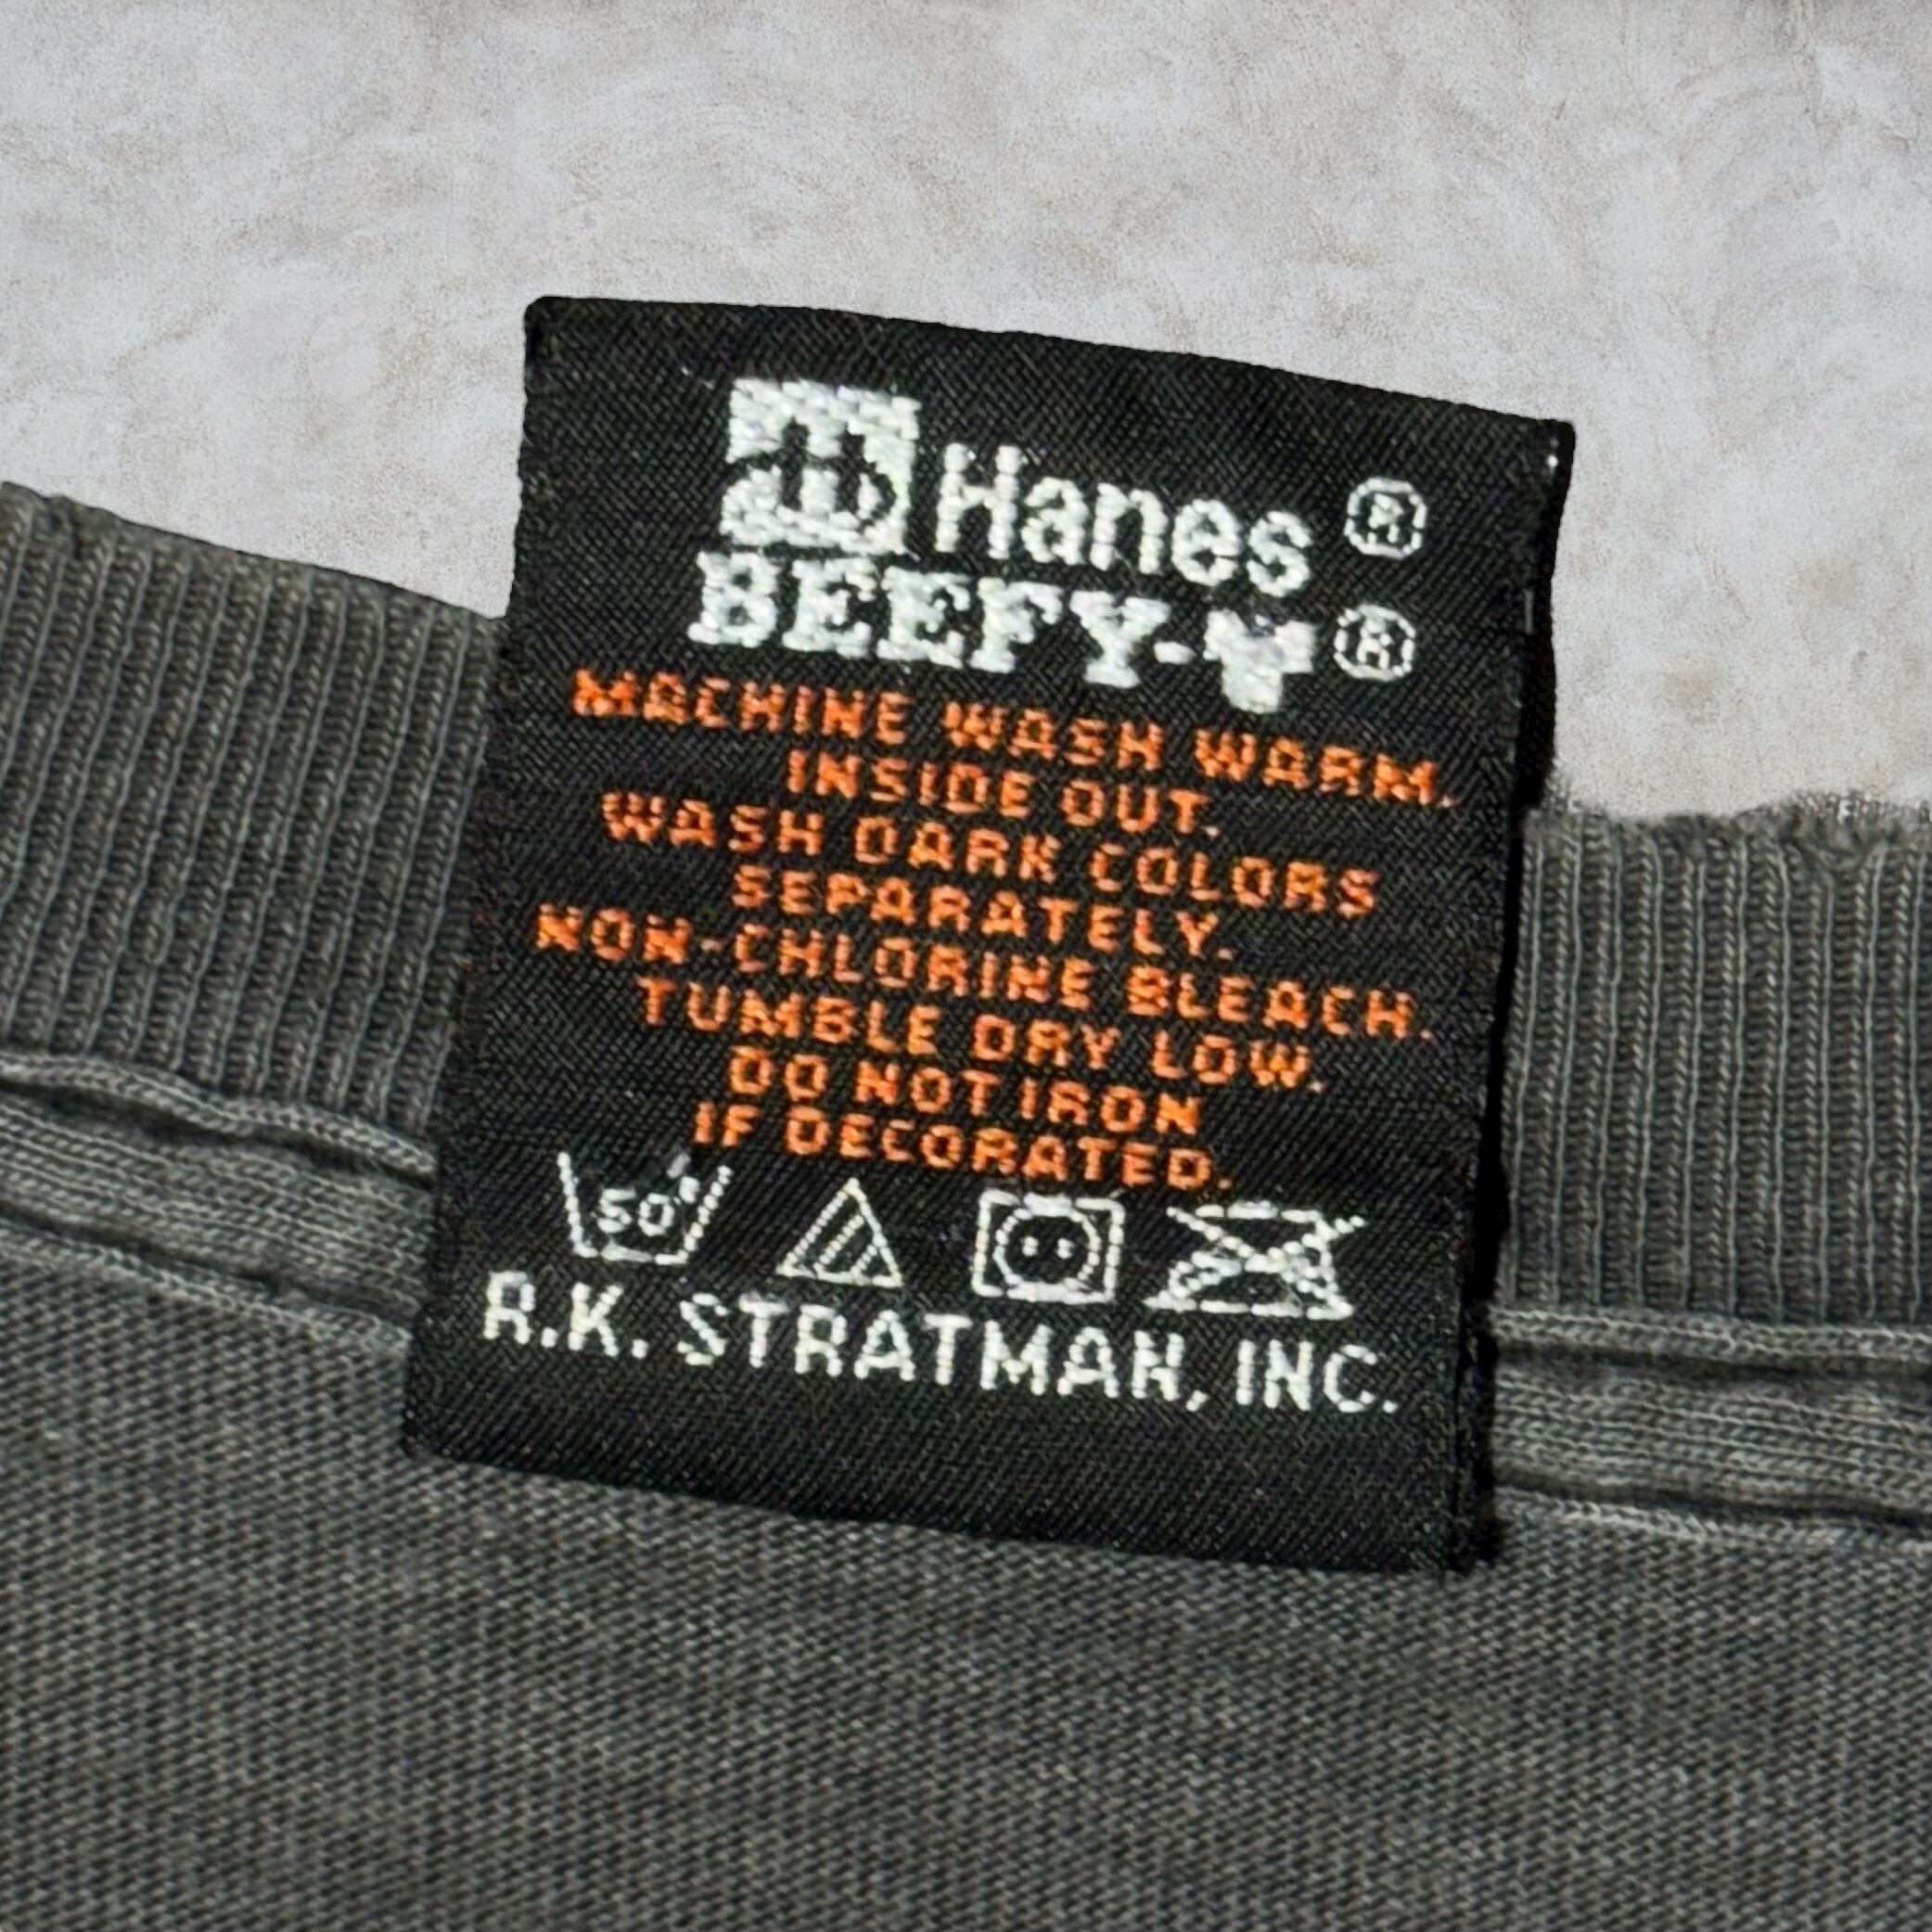 Hanes ®
BEEFY-T ®
MACHINE WASH WARM.
INSIDE OUT.
WASH DARK COLORS
SEPARATELY.
NON-CHLORINE BLEACH.
TUMBLE DRY LOW.
DO NOT IRON
IF DECORATED.
50°
R.K. STRATMAN, INC.